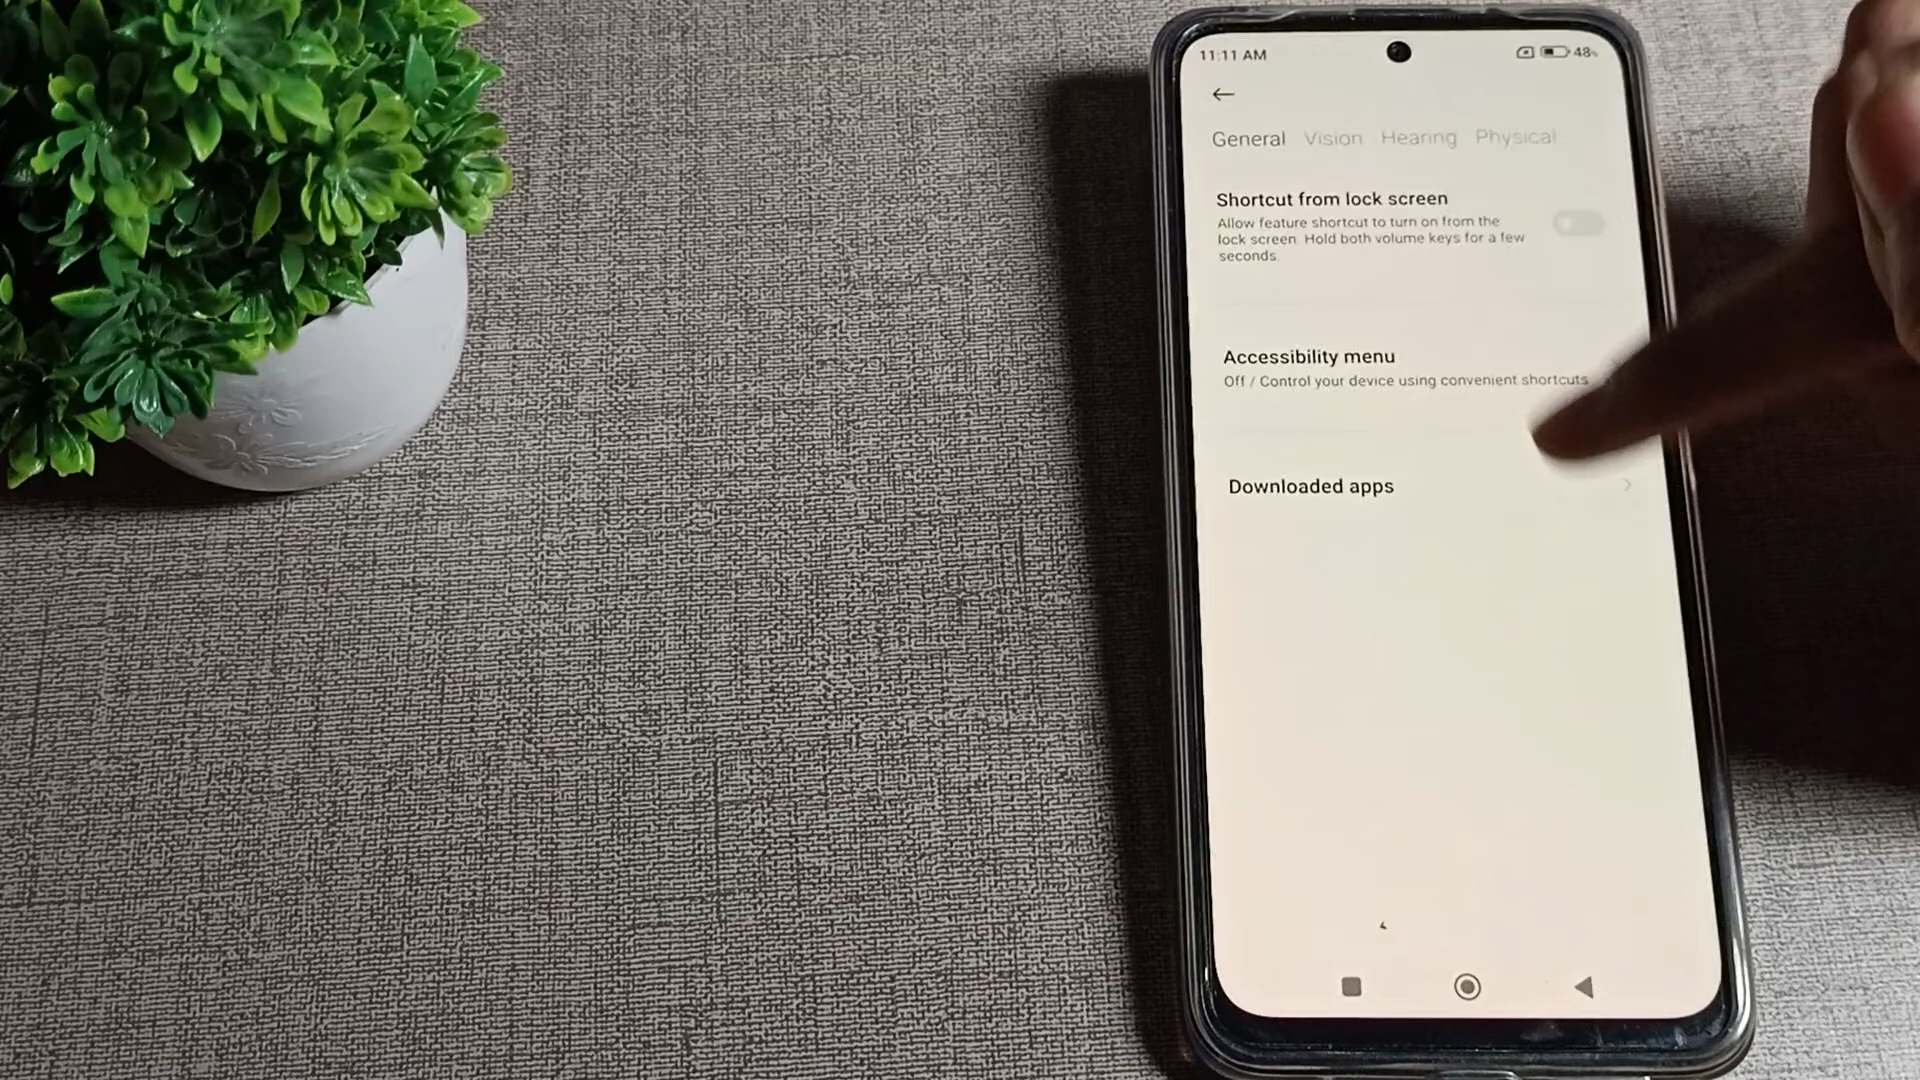 11:11 AM
48%
General Vision Hearing Physical
Shortcut from lock screen
Allow feature shortcut to turn on from the
lock screen. Hold both volume keys for a few
seconds.
Accessibility menu
Off / Control your device using convenient shortcuts
Downloaded apps